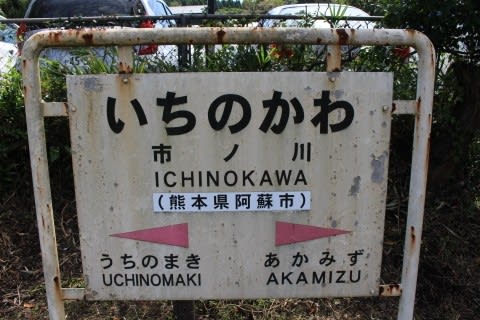 いちのかわ
市ノ川
ICHINOKAWA
(熊本県阿蘇市)
うちのまき あかみず
UCHINOMAKI AKAMIZU